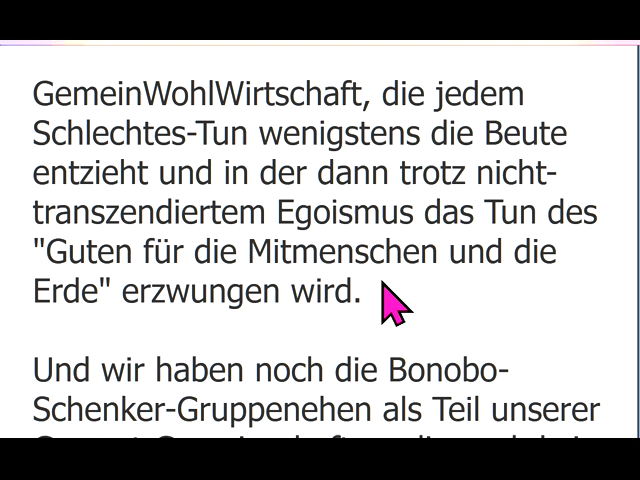 GemeinWohlWirtschaft, die jedem
Schlechtes-Tun wenigstens die Beute
entzieht und in der dann trotz nicht-
transzendiertem Egoismus das Tun des
"Guten für die Mitmenschen und die
Erde" erzwungen wird.
Und wir haben noch die Bonobo-
Schenker-Gruppenehen als Teil unserer